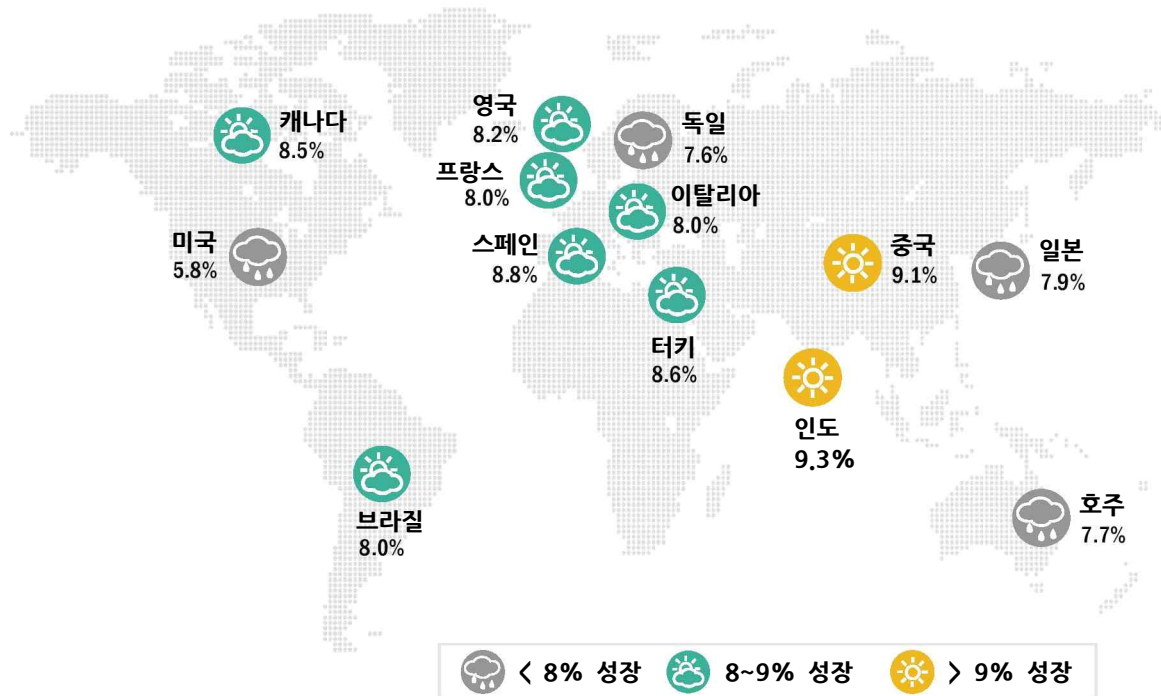 캐나다
8.5%
영국
8.2%
독일
7.6%
프랑스
8.0%
이탈리아
8.0%
미국
5.8%
스페인
8.8%
중국
9.1%
일본
7.9%
터키
8.6%
인도
9.3%
브라질
8.0%
호주
7.7%
< 8% 성장 8~9% 성장 > 9% 성장